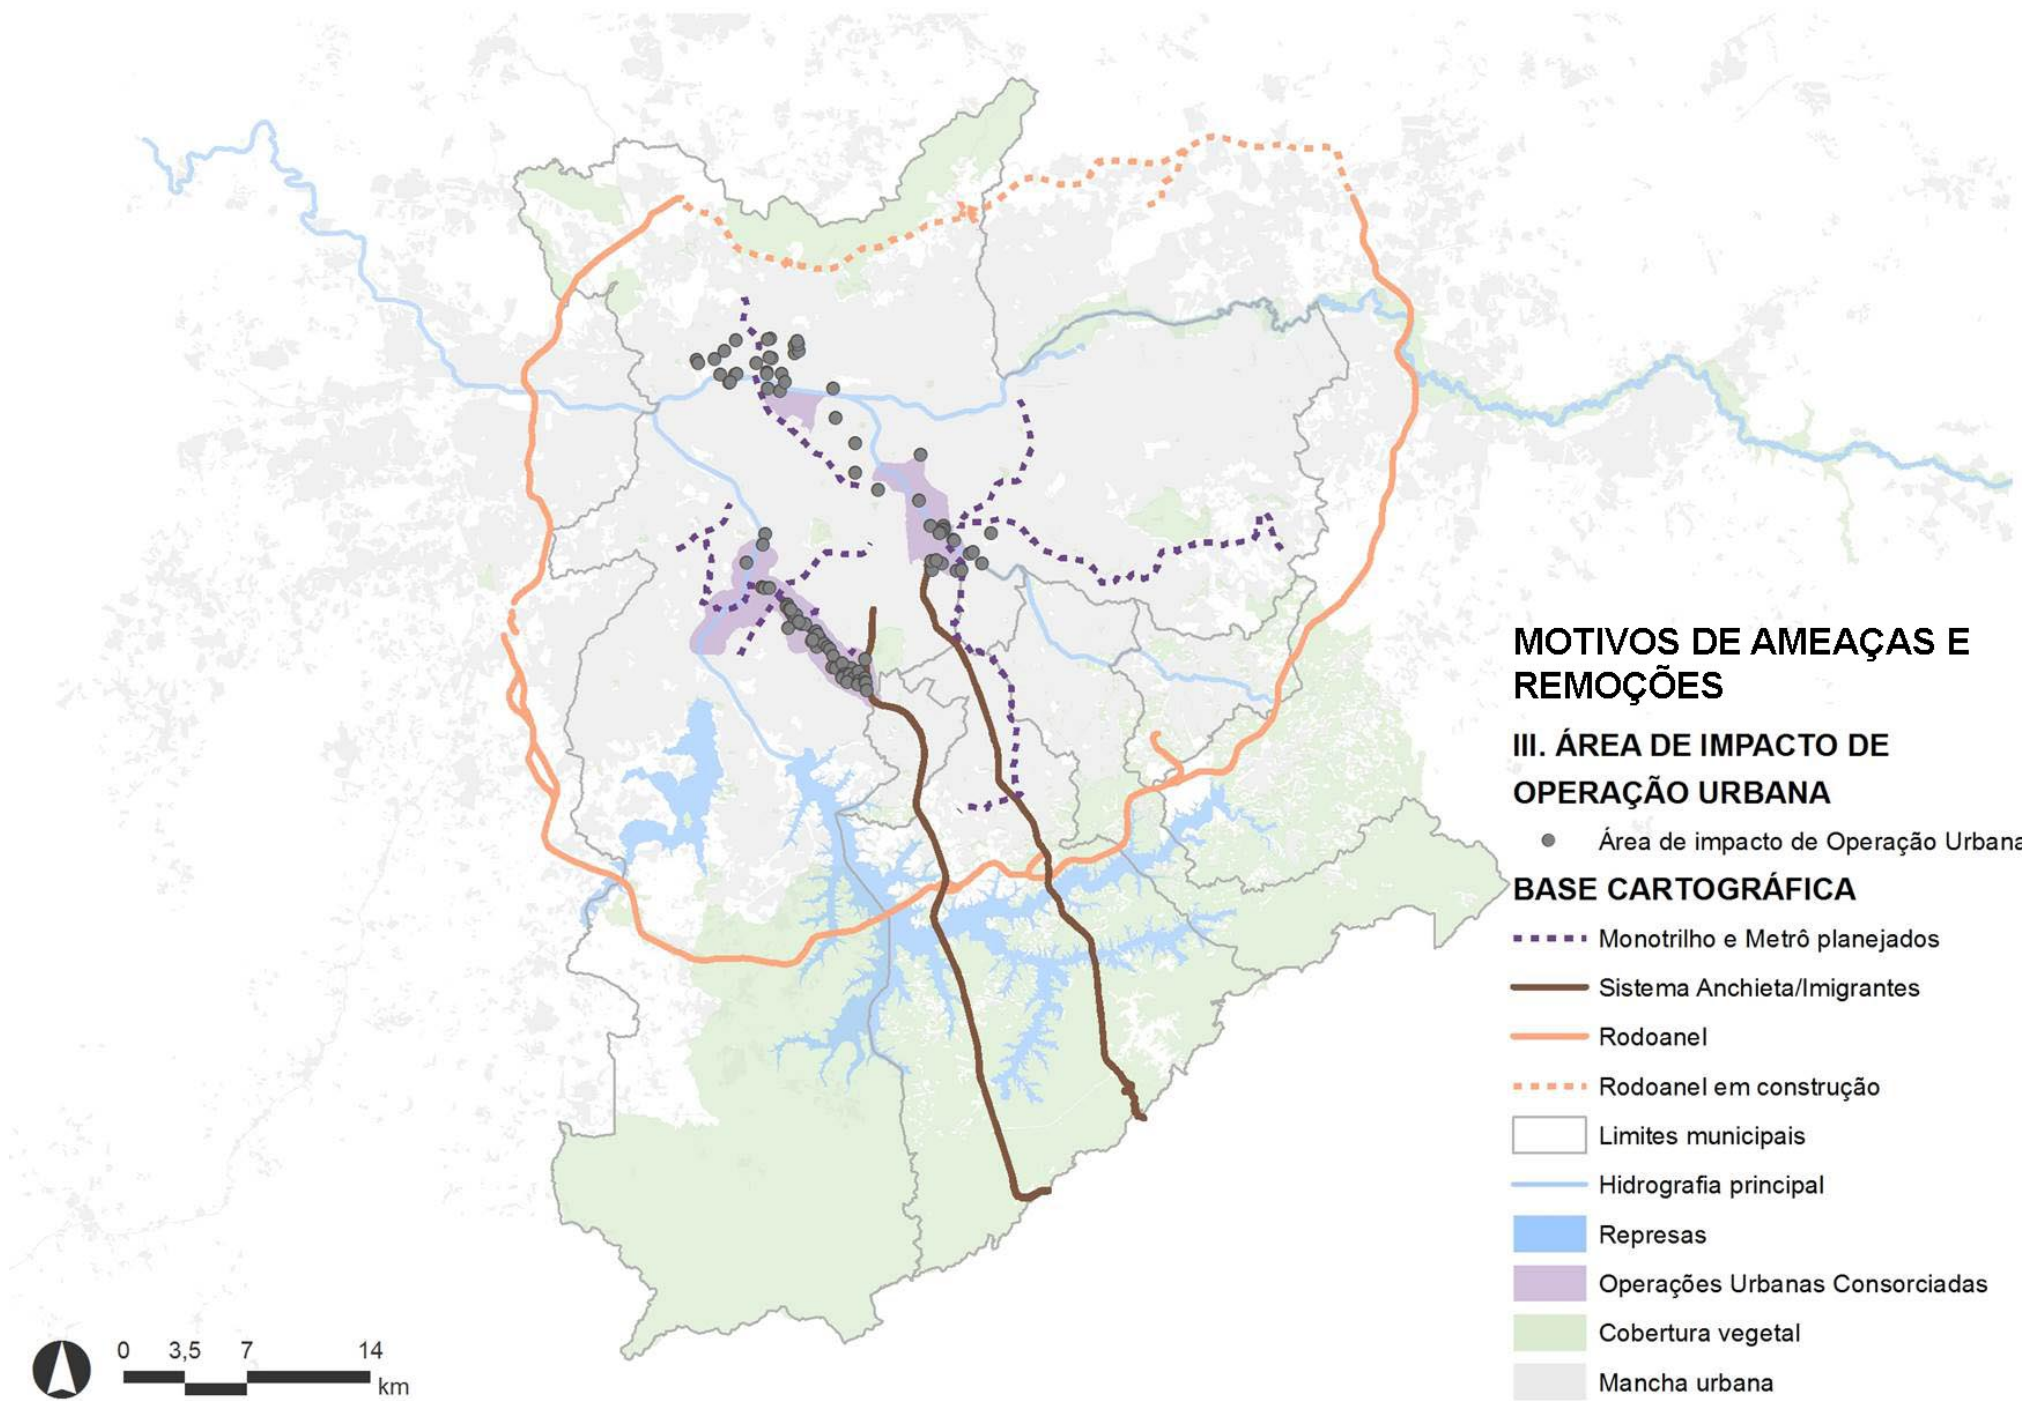 MOTIVOS DE AMEAÇAS E
REMOÇÕES
III. ÁREA DE IMPACTO DE
OPERAÇÃO URBANA
Área de impacto de Operação Urbana
BASE CARTOGRÁFICA
Monotrilho e Metrô planejados
Sistema Anchieta/Imigrantes
Rodoanel
Rodoanel em construção
Limites municipais
Hidrografia principal
Represas
Operações Urbanas Consorciadas
Cobertura vegetal
Mancha urbana
0 3,5 7 14
km